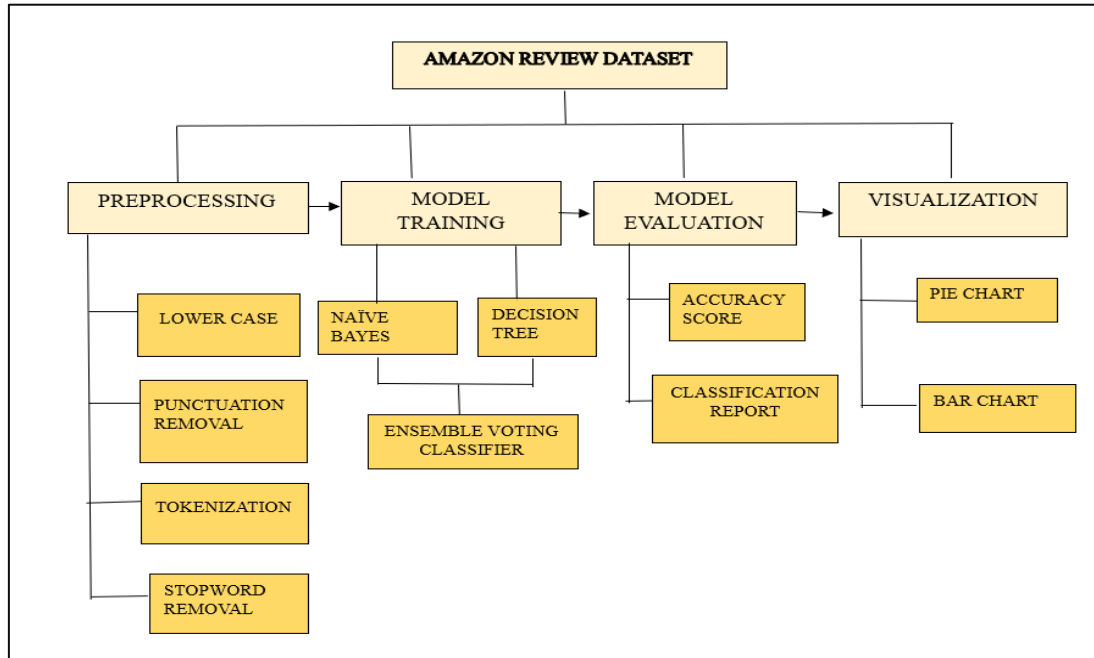 AMAZON REVIEW DATASET
PREPROCESSING
MODEL
TRAINING
MODEL
EVALUATION
VISUALIZATION
LOWER CASE
PUNCTUATION
REMOVAL
TOKENIZATION
STOPWORD
REMOVAL
NAÏVE
BAYES
DECISION
TREE
ENSEMBLE VOTING
CLASSIFIER
ACCURACY
SCORE
CLASSIFICATION
REPORT
PIE CHART
BAR CHART